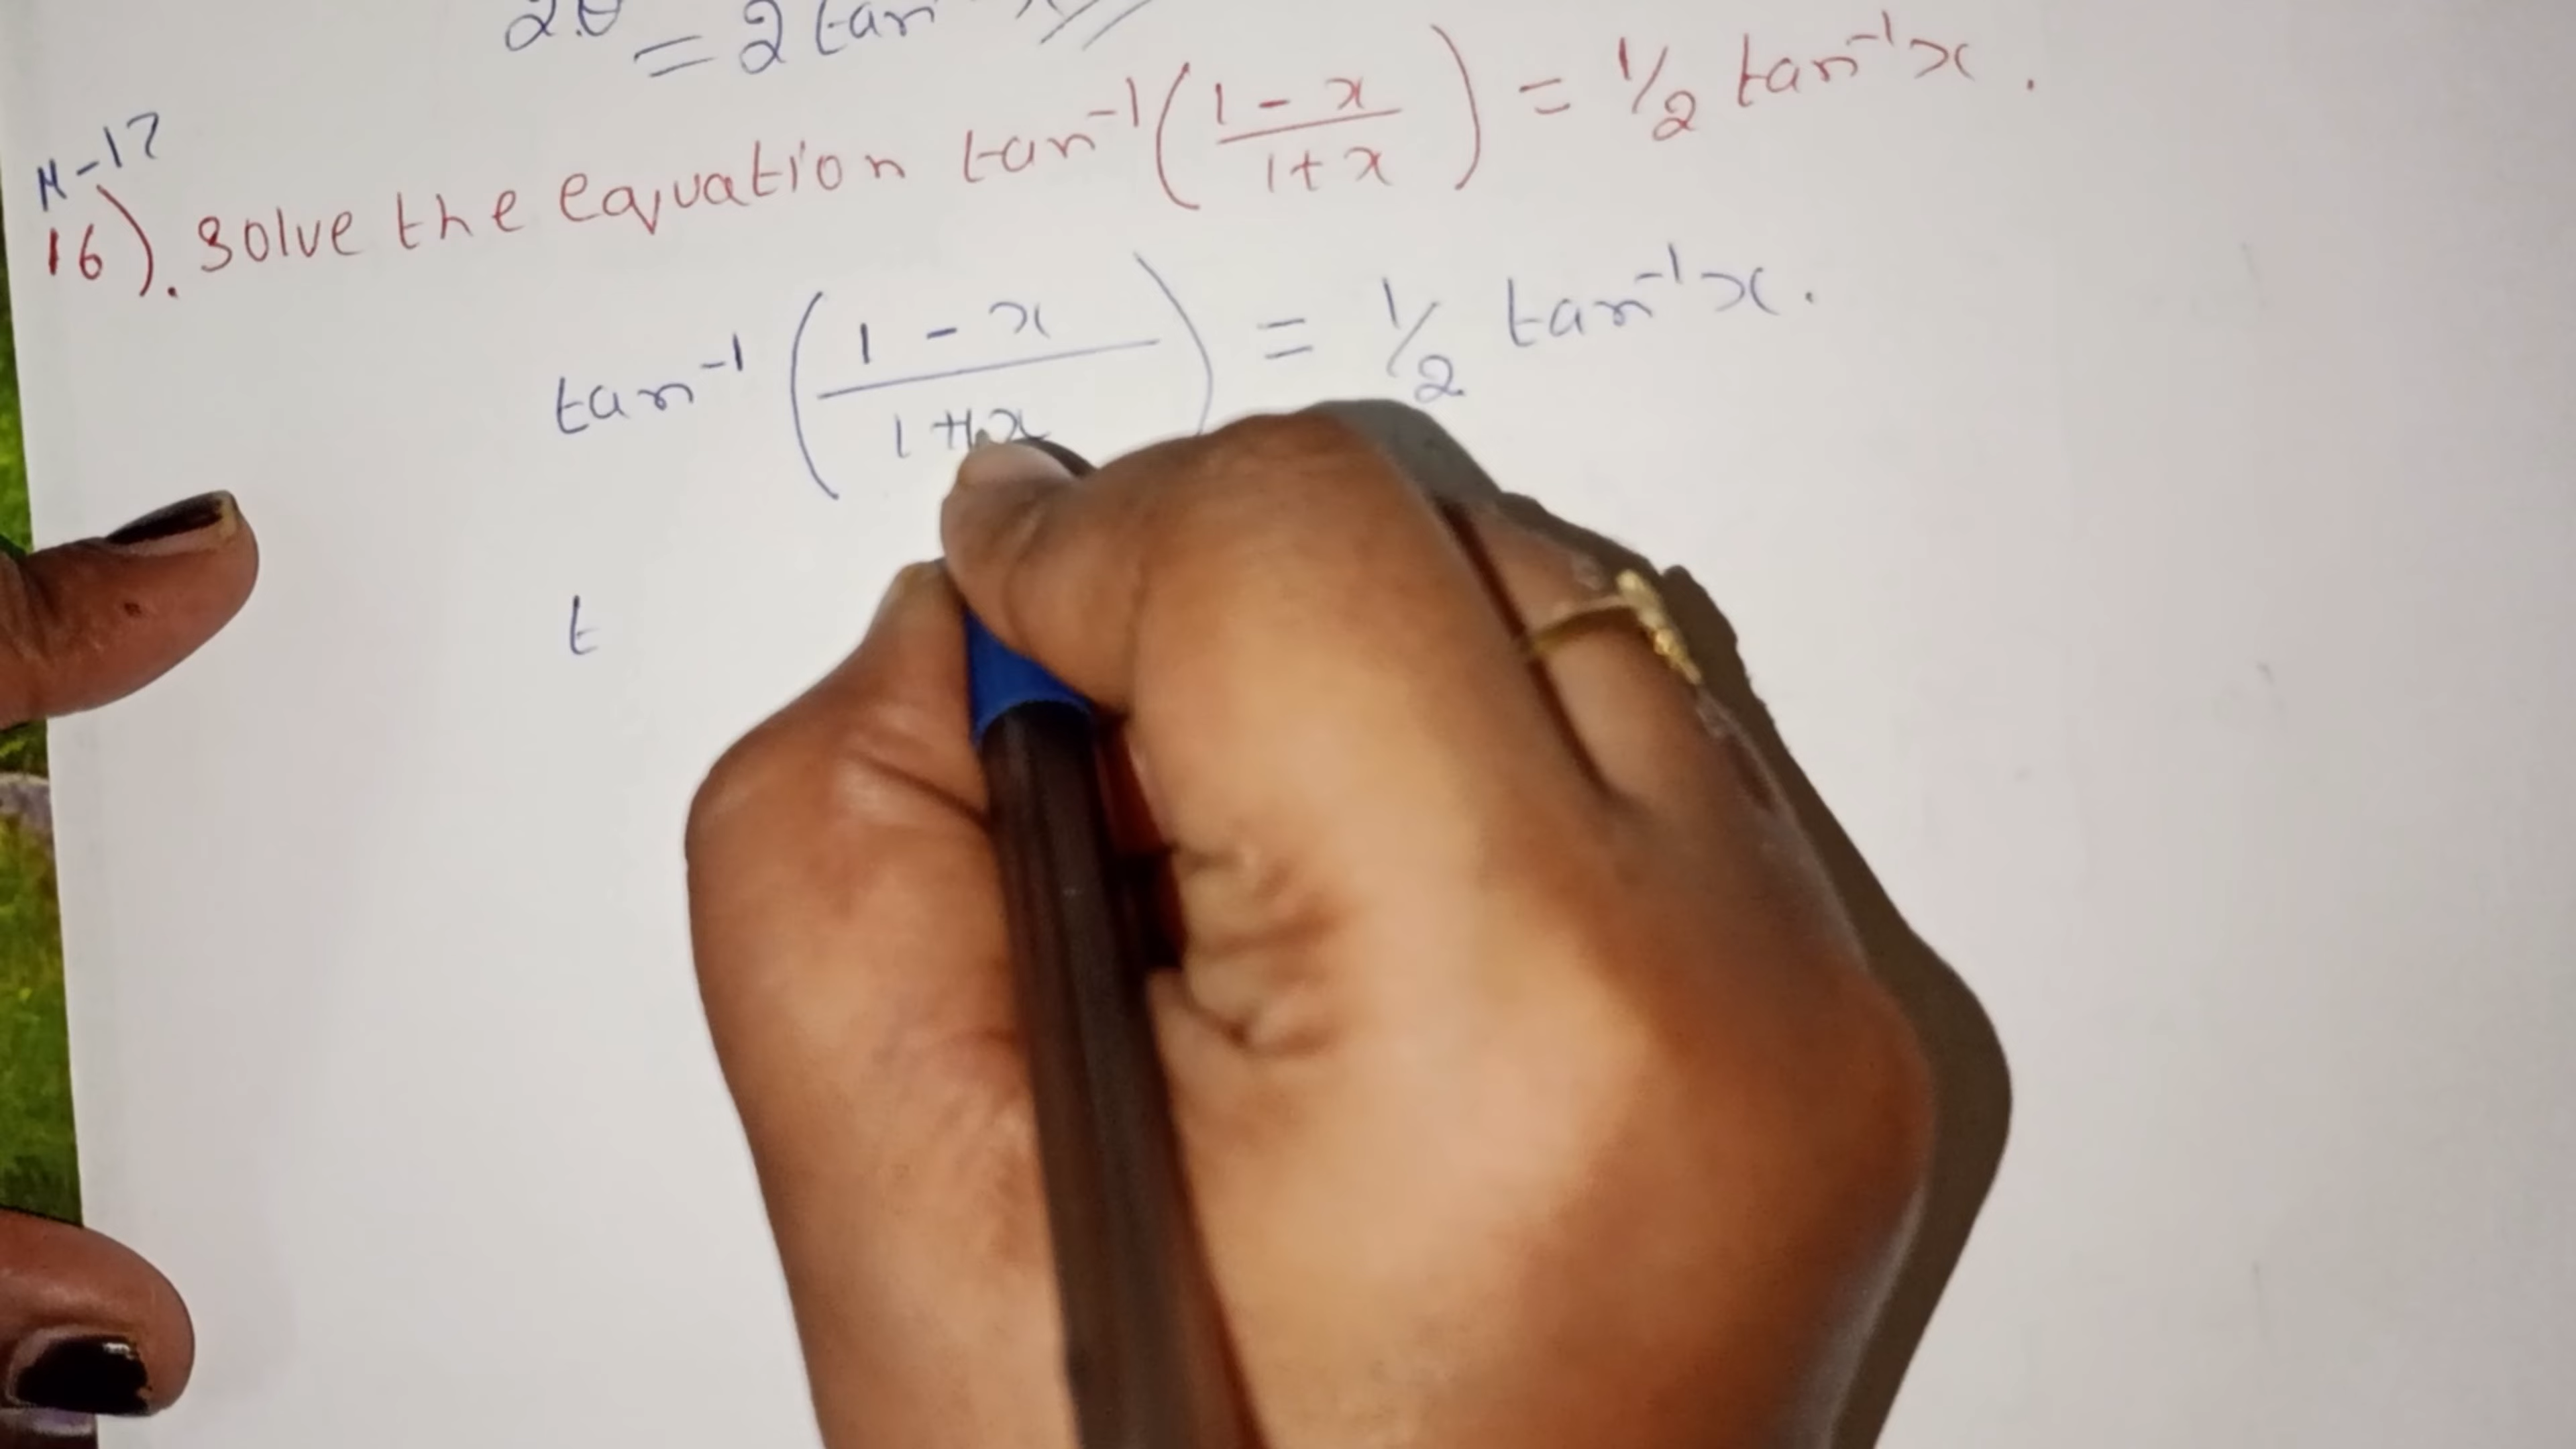 2θ = 2 tan
M-17
16). Solve the equation tan⁻¹(1 - x / 1 + x) = 1/2 tan⁻¹x.
tan⁻¹(1 - x / 1 + x) = 1/2 tan⁻¹x.
t